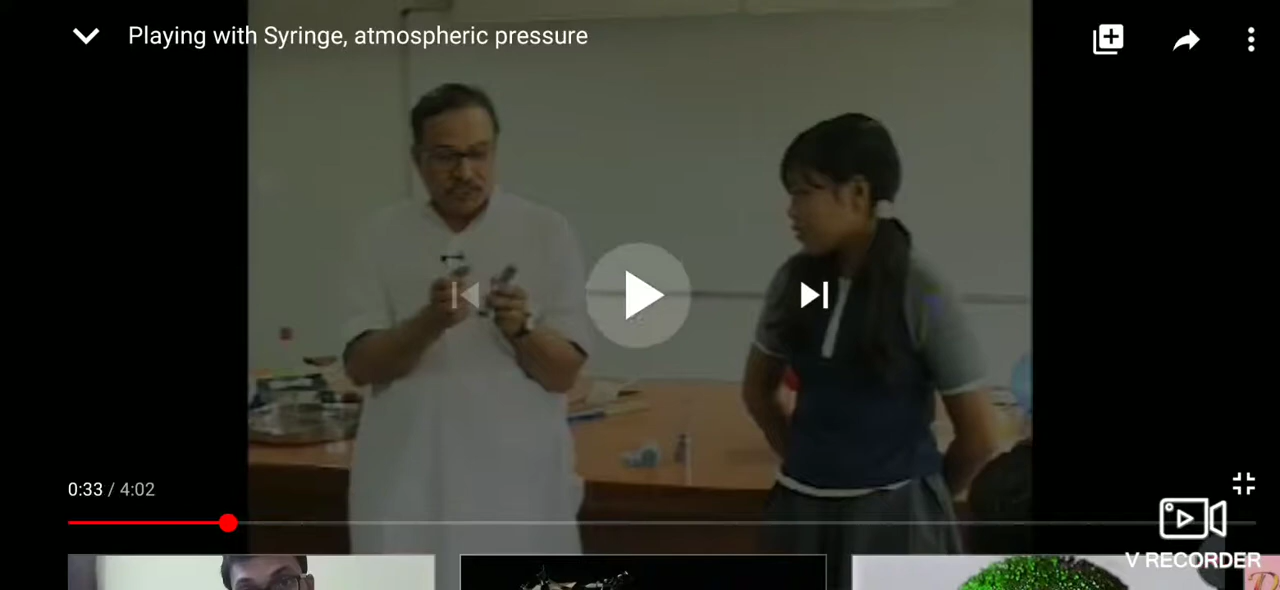 Playing with Syringe, atmospheric pressure
0:33 / 4:02
V RECORDER